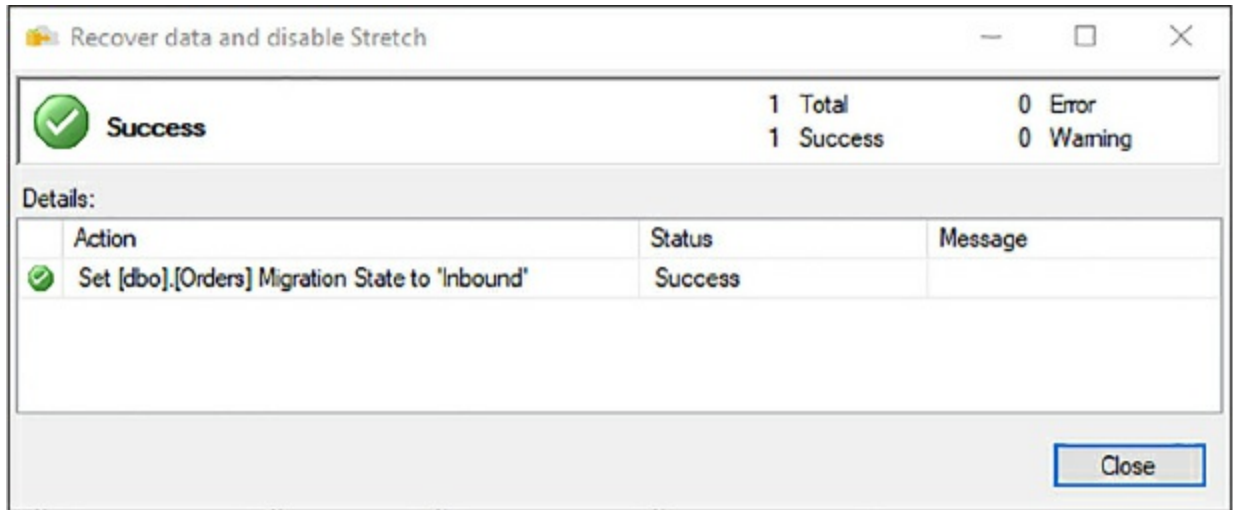 Recover data and disable Stretch
Success
1 Total 0 Error
1 Success 0 Warning
Details:
Action Status Message
Set [dbo].[Orders] Migration State to 'Inbound' Success
Close